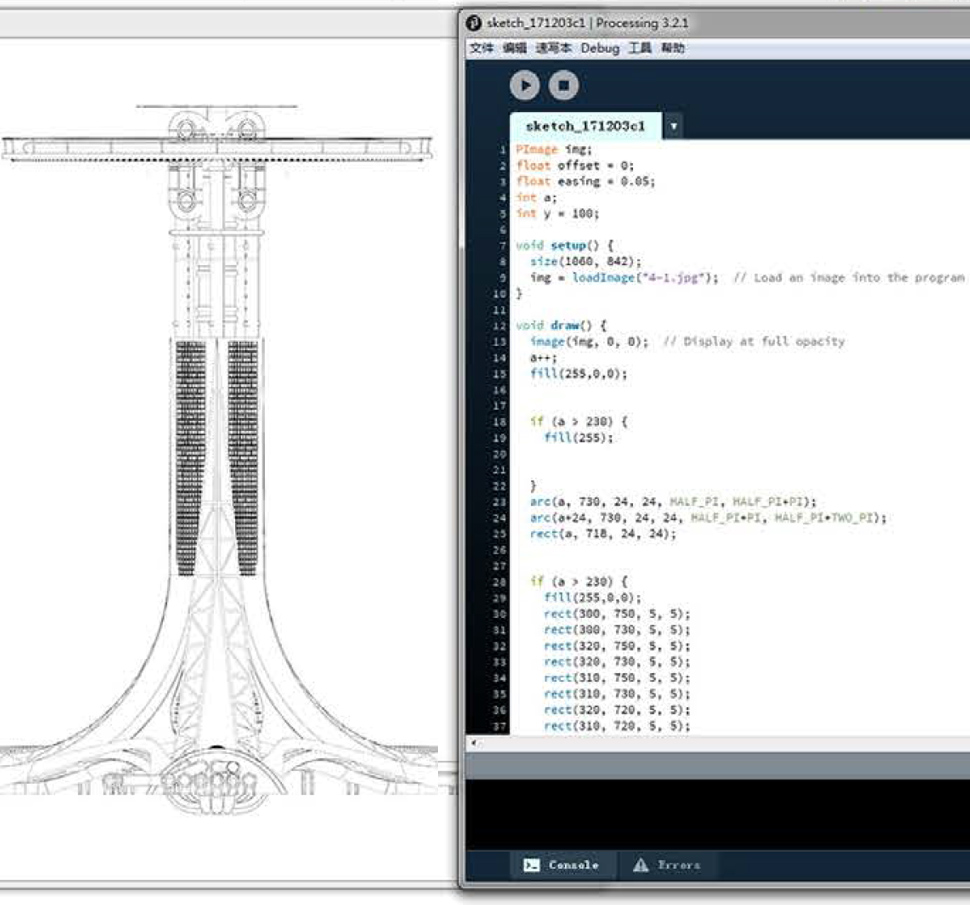 sketch_171203c1 | Processing 3.2.1
文件 编辑 速写本 Debug 工具 帮助
sketch_171203c1
1 PImage img;
2 float offset = 0;
3 float easing = 0.05;
4 int a;
5 int y = 100;
6
7 void setup() {
8 size(1060, 842);
9 img = loadImage("4-1.jpg"); // Load an image into the program
10 }
11
12 void draw() {
13 image(img, 0, 0); // Display at full opacity
14 a++;
15 fill(255,0,0);
16
17
18 if (a > 230) {
19 fill(255);
20
21
22 }
23 arc(a, 730, 24, 24, HALF_PI, HALF_PI+PI);
24 arc(a+24, 730, 24, 24, HALF_PI+PI, HALF_PI+TWO_PI);
25 rect(a, 718, 24, 24);
26
27
28 if (a > 230) {
29 fill(255,0,0);
30 rect(300, 750, 5, 5);
31 rect(300, 730, 5, 5);
32 rect(320, 750, 5, 5);
33 rect(320, 730, 5, 5);
34 rect(310, 750, 5, 5);
35 rect(310, 730, 5, 5);
36 rect(320, 720, 5, 5);
37 rect(310, 720, 5, 5);
Console Errors